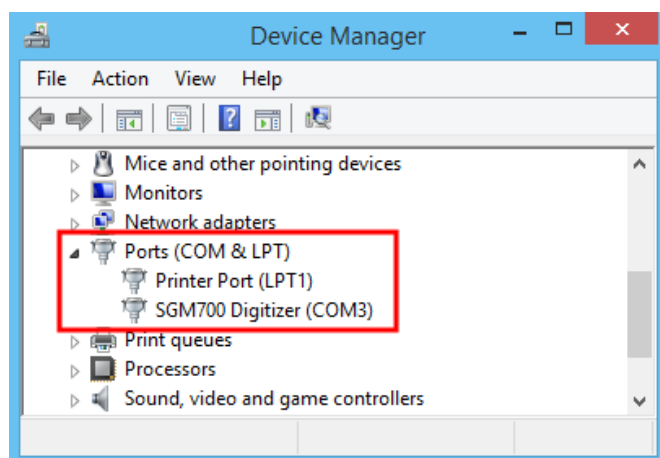 Device Manager
File Action View Help
Mice and other pointing devices
Monitors
Network adapters
Ports (COM & LPT)
Printer Port (LPT1)
SGM700 Digitizer (COM3)
Print queues
Processors
Sound, video and game controllers